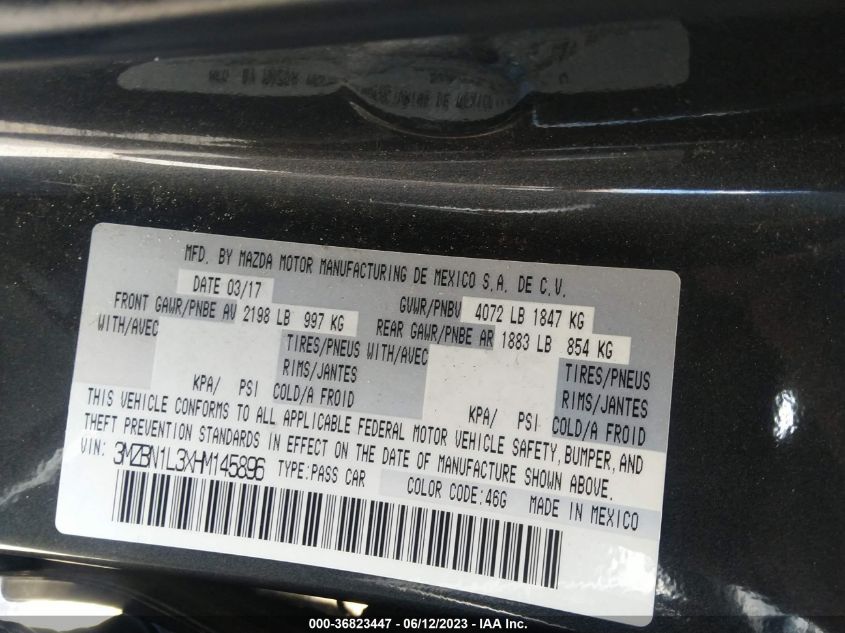 MFD. BY MAZDA MOTOR MANUFACTURING DE MEXICO S.A. DE C.V.
DATE 03/17
GVWR/PNBV 4072 LB 1847 KG
FRONT GAWR/PNBE AV 2198 LB 997 KG
REAR GAWR/PNBE AR 1883 LB 854 KG
WITH/AVEC
TIRES/PNEUS
RIMS/JANTES
KPA/ PSI COLD/A FROID
WITH/AVEC
TIRES/PNEUS
RIMS/JANTES
KPA/ PSI COLD/A FROID
THIS VEHICLE CONFORMS TO ALL APPLICABLE FEDERAL MOTOR VEHICLE SAFETY, BUMPER, AND
THEFT PREVENTION STANDARDS IN EFFECT ON THE DATE OF MANUFACTURE SHOWN ABOVE.
VIN: 3MZBN1L3XHM145896 TYPE:PASS CAR
COLOR CODE:46G MADE IN MEXICO
000-36823447 - 06/12/2023 - IAA Inc.